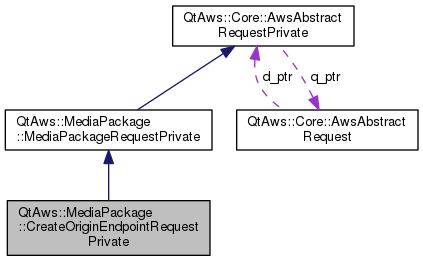 QtAws::Core::AwsAbstract
RequestPrivate
d_ptr
q_ptr
QtAws::MediaPackage
::MediaPackageRequestPrivate
QtAws::Core::AwsAbstract
Request
QtAws::MediaPackage
::CreateOriginEndpointRequest
Private